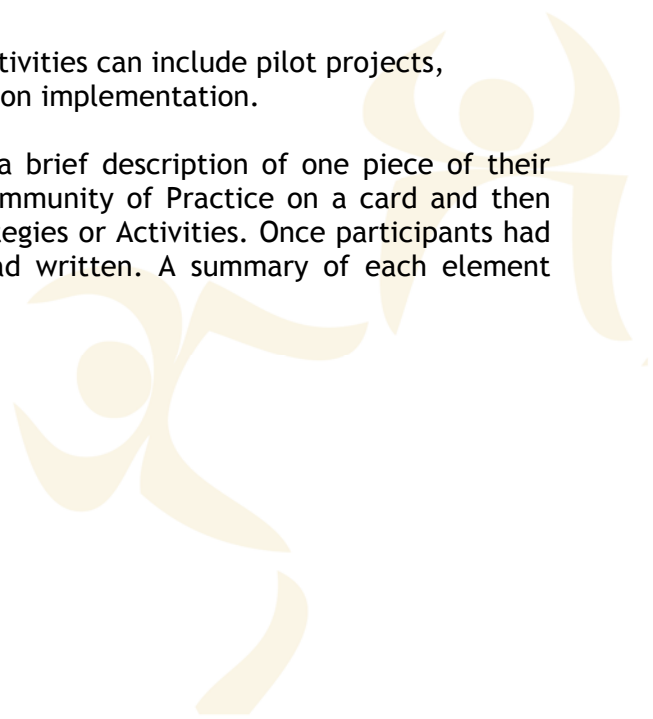 tivities can include pilot projects,
on implementation.
a brief description of one piece of their
mmunity of Practice on a card and then
egies or Activities. Once participants had
ad written. A summary of each element